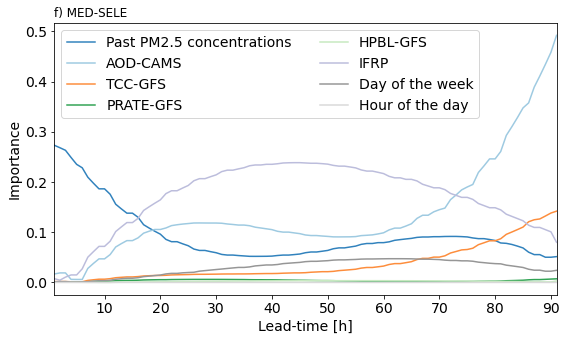 f) MED-SELE
0.5
0.4
0.3
0.2
0.1
0.0
Importance
Past PM2.5 concentrations
AOD-CAMS
TCC-GFS
PRATE-GFS
HPBL-GFS
IFRP
Day of the week
Hour of the day
10 20 30 40 50 60 70 80 90
Lead-time [h]